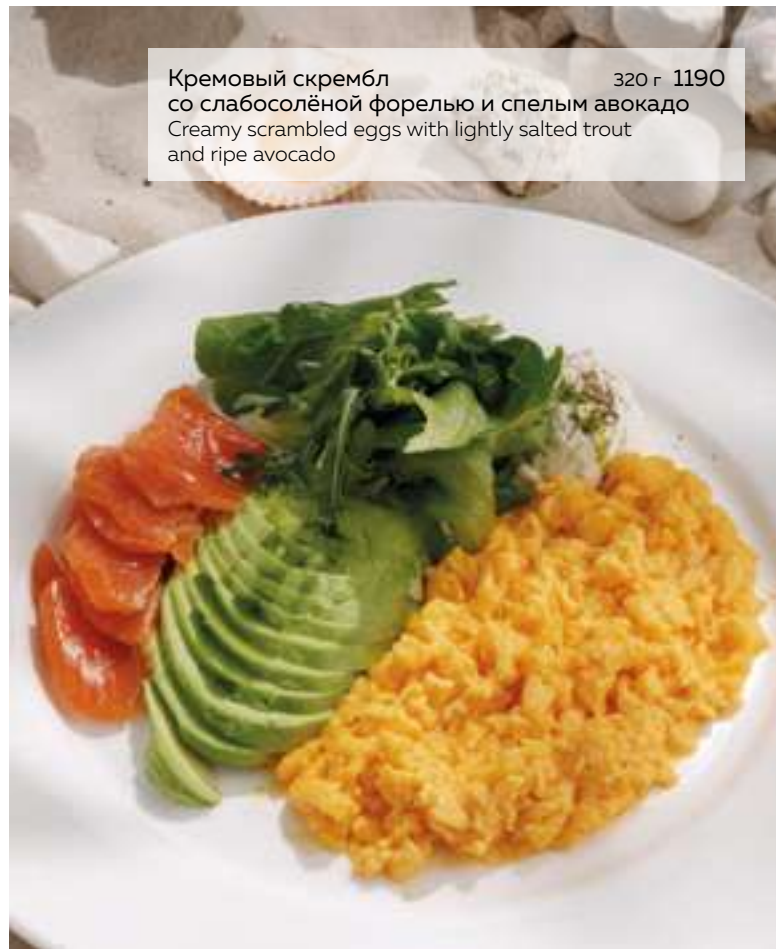 Кремовый скрембл 320 г 1190
со слабосолёной форелью и спелым авокадо
Creamy scrambled eggs with lightly salted trout
and ripe avocado